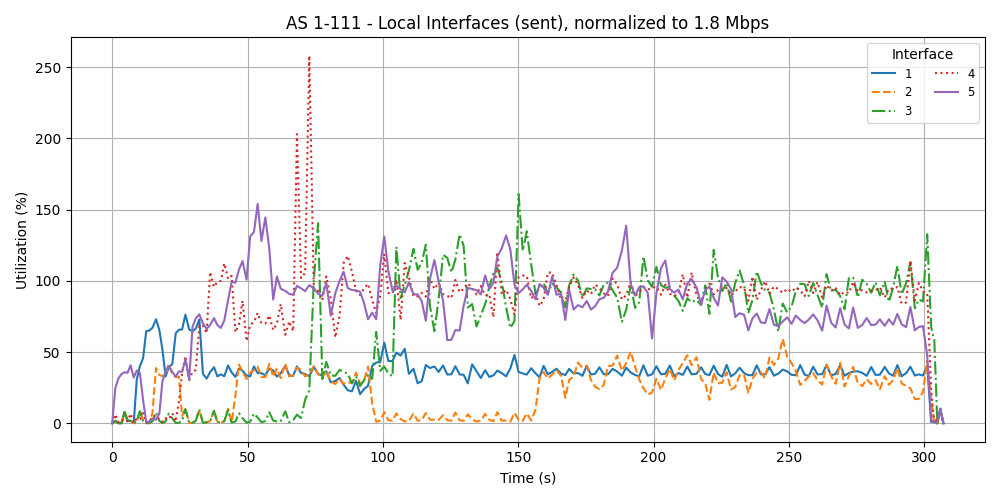 AS 1-111 - Local Interfaces (sent), normalized to 1.8 Mbps
Utilization (%)
250
200
150
100
50
0
0 50 100 150 200 250 300
Time (s)
Interface
1 4
2 5
3